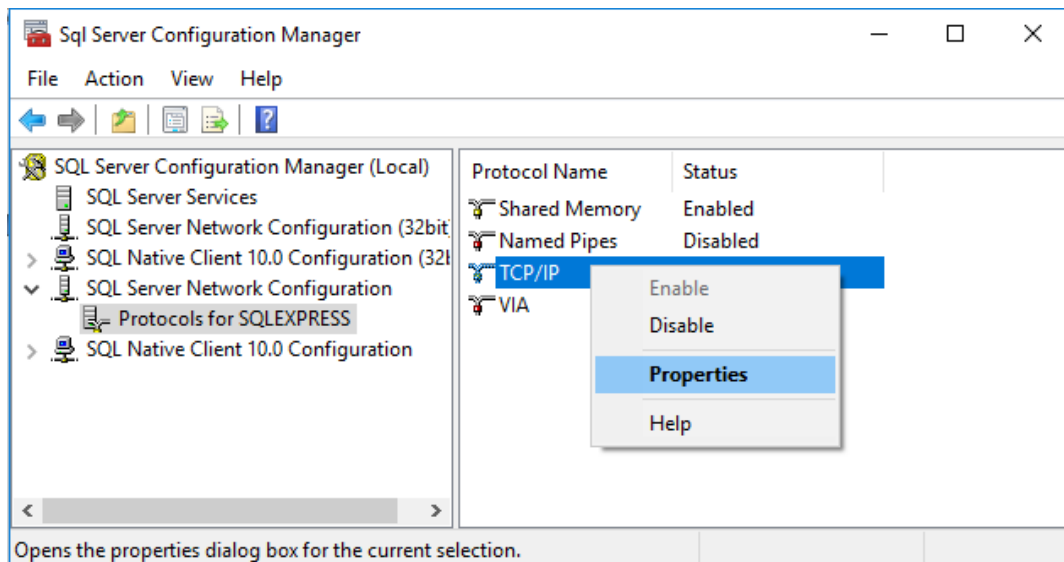 Sql Server Configuration Manager
File Action View Help
SQL Server Configuration Manager (Local)
SQL Server Services
SQL Server Network Configuration (32bit
SQL Native Client 10.0 Configuration (32b
SQL Server Network Configuration
Protocols for SQLEXPRESS
SQL Native Client 10.0 Configuration
Protocol Name Status
Shared Memory Enabled
Named Pipes Disabled
TCP/IP
VIA
Enable
Disable
Properties
Help
Opens the properties dialog box for the current selection.